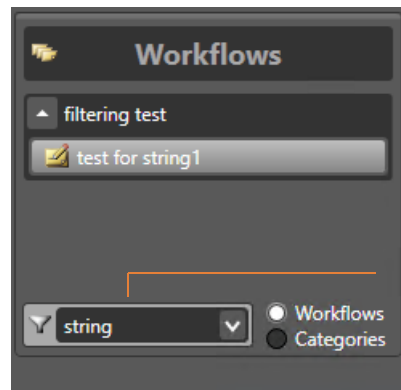 Workflows
filtering test
test for string1
string
Workflows
Categories